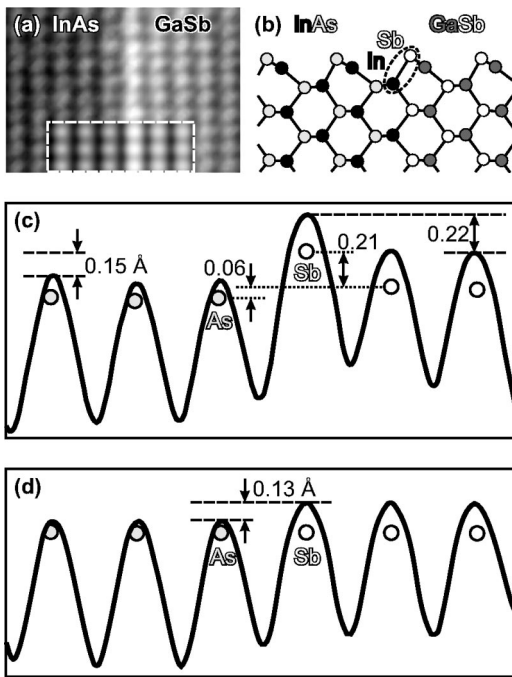 (a) InAs GaSb
(b) InAs GaSb
Sb
In
(c)
0.15 Å
0.06
0.21
0.22
Sb
As
(d)
0.13 Å
As Sb